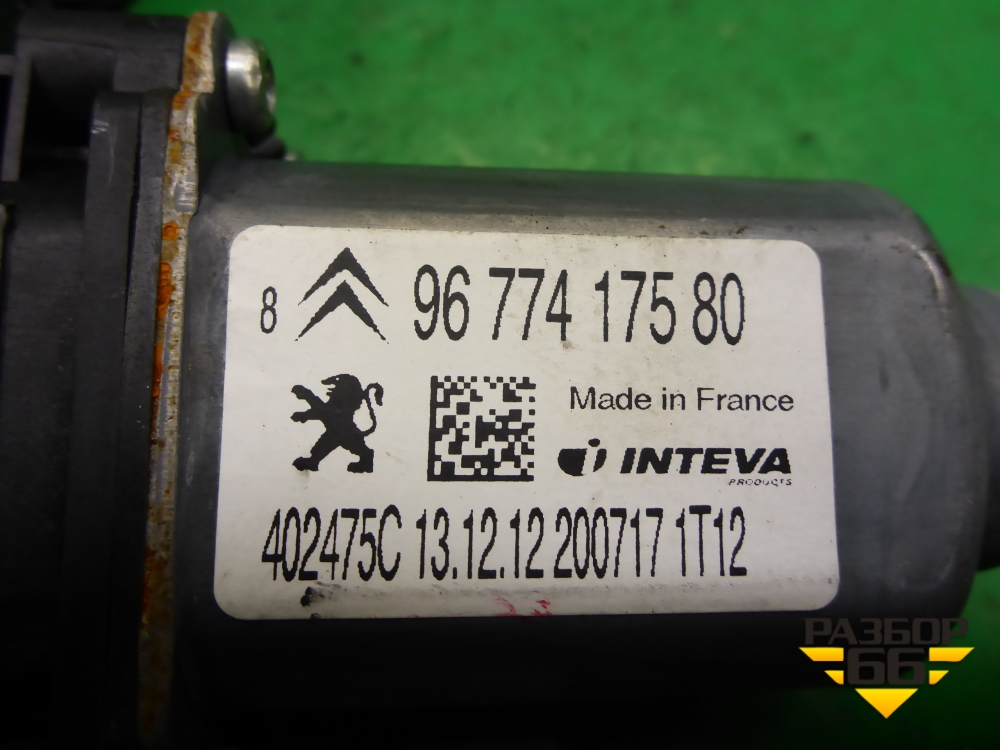 8 96 774 175 80
Made in France
INTEVA
PRODUCTS
402475C 13.12.12 200717 1T12
РАЗБОР
66